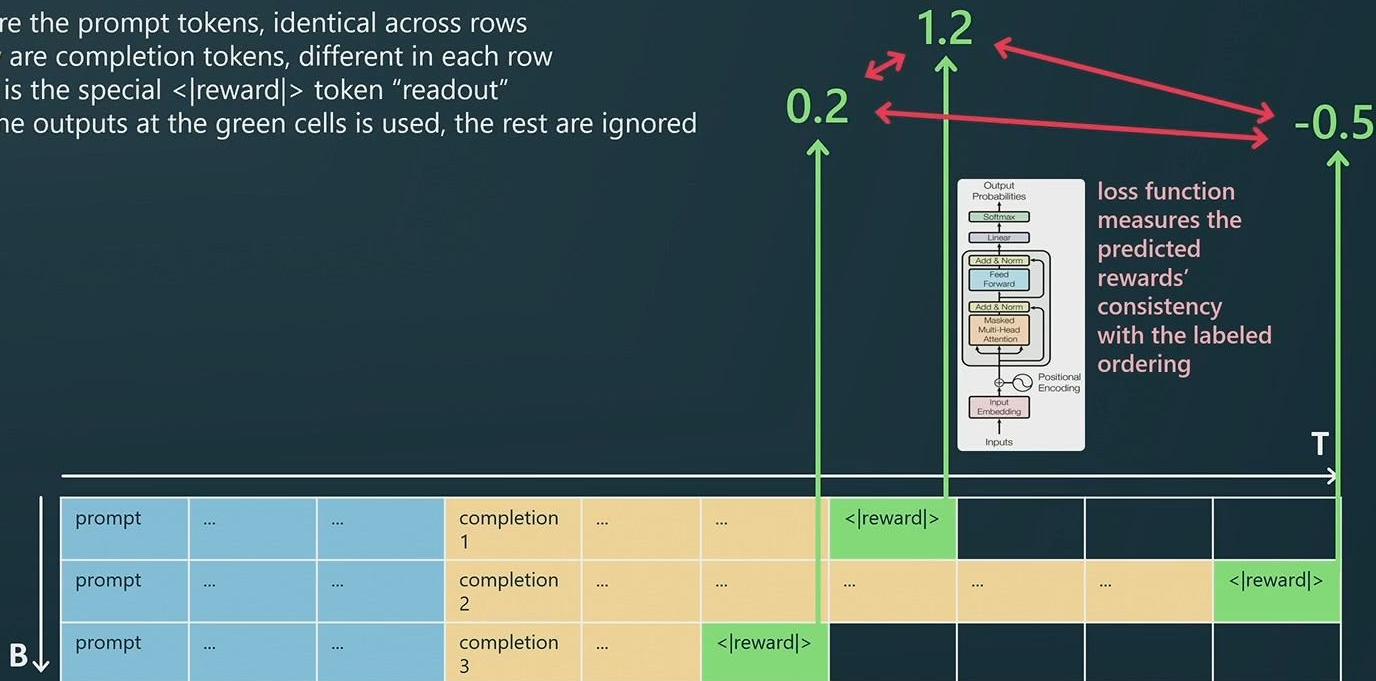 re the prompt tokens, identical across rows
are completion tokens, different in each row
is the special <|reward|> token “readout”
he outputs at the green cells is used, the rest are ignored
1.2
0.2
-0.5
Output
Probabilities
Softmax
Linear
Add & Norm
Feed
Forward
Add & Norm
Masked
Multi-Head
Attention
Positional
Encoding
Input
Embedding
Inputs
loss function
measures the
predicted
rewards’
consistency
with the labeled
ordering
T
B
prompt ... ... completion 1 ... ... <|reward|>
prompt ... ... completion 2 ... ... ... ... ... <|reward|>
prompt ... ... completion 3 ... <|reward|>